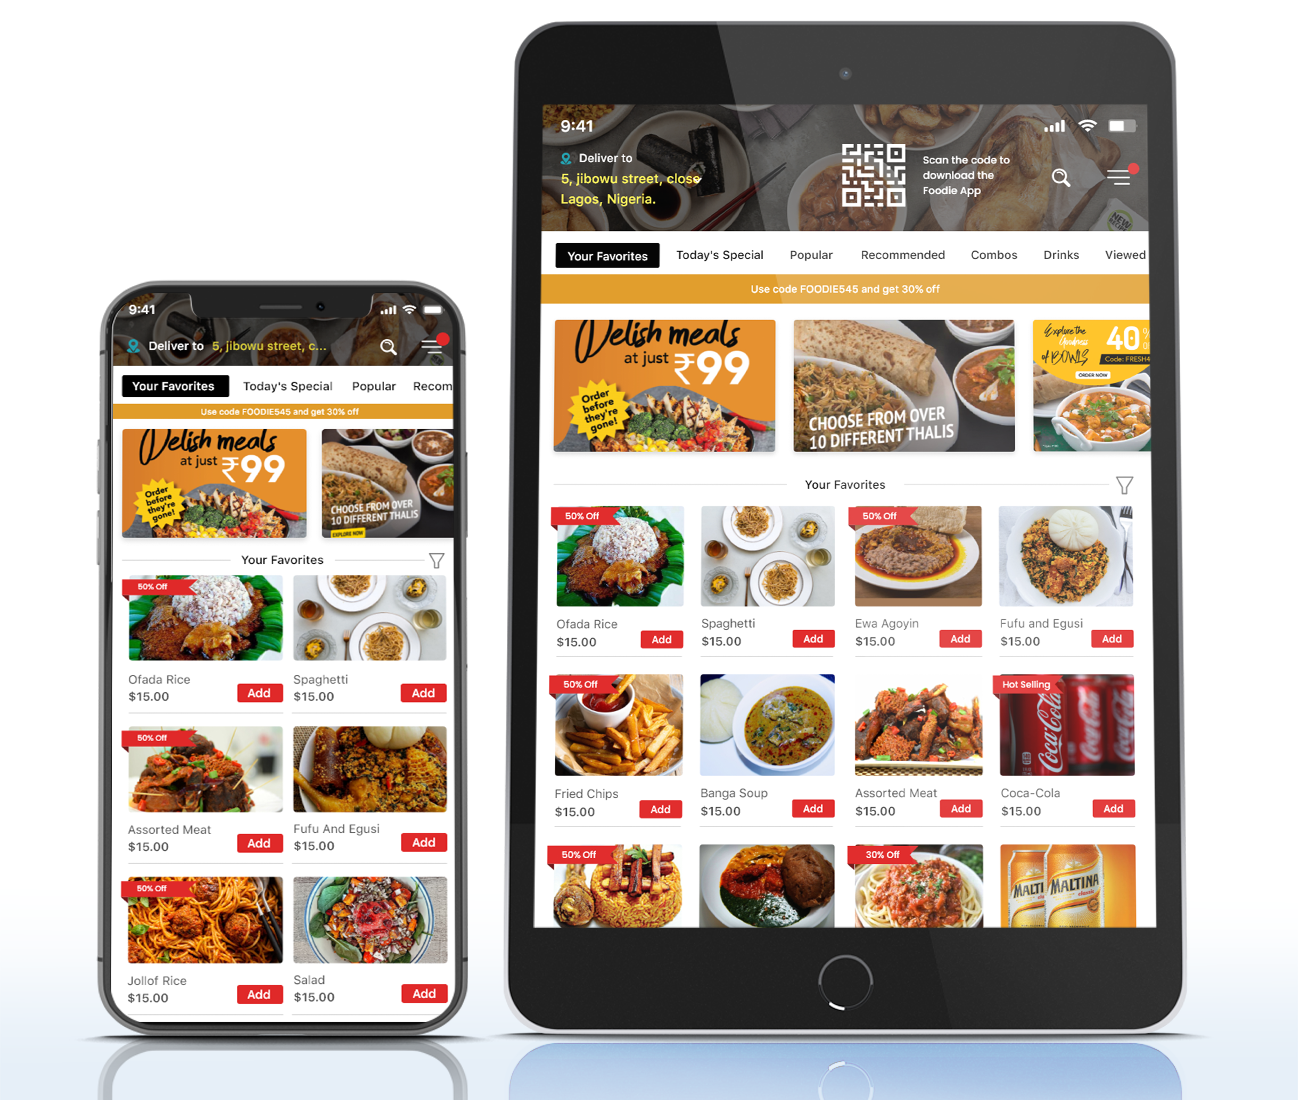 9:41
Deliver to 5, jibowu street, c...
Your Favorites Today's Special Popular Recom
Use code FOODIE545 and get 30% off
Delish meals
at just ₹99
Order
before
they're
gone!
CHOOSE FROM OVER
10 DIFFERENT THALIS
EXPLORE NOW
Your Favorites
50% Off
Ofada Rice
$15.00
Add
Spaghetti
$15.00
Add
50% Off
Assorted Meat
$15.00
Add
Fufu And Egusi
$15.00
Add
50% Off
Jollof Rice
$15.00
Add
Salad
$15.00
Add
9:41
Deliver to
5, jibowu street, close
Lagos, Nigeria.
Scan the code to
download the
Foodie App
NEW
Your Favorites Today's Special Popular Recommended Combos Drinks Viewed
Use code FOODIE545 and get 30% off
Delish meals
at just ₹99
Order
before
they're
gone!
CHOOSE FROM OVER
10 DIFFERENT THALIS
Explore the
Goodness
of BOWLS
40%
Code: FRESH4
ORDER NOW
Your Favorites
50% Off
Ofada Rice
$15.00
Add
Spaghetti
$15.00
Add
50% Off
Ewa Agoyin
$15.00
Add
Fufu and Egusi
$15.00
Add
50% Off
Fried Chips
$15.00
Add
Banga Soup
$15.00
Add
Assorted Meat
$15.00
Add
Hot Selling
Coca-Cola
Coca-Cola
$15.00
Add
50% Off
30% Off
MALTI
MALTINA
classic